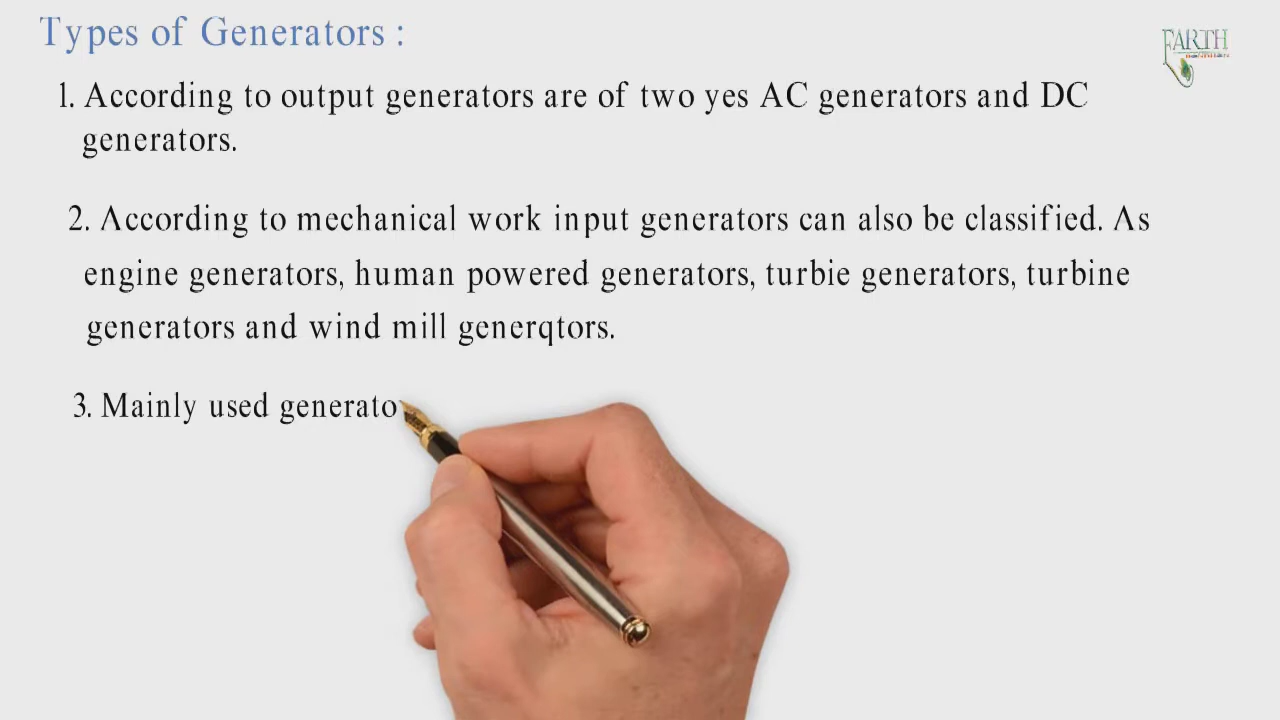 Types of Generators :
EARTH
1. According to output generators are of two yes AC generators and DC
generators.
2. According to mechanical work input generators can also be classified. As
engine generators, human powered generators, turbie generators, turbine
generators and wind mill generqtors.
3. Mainly used generato